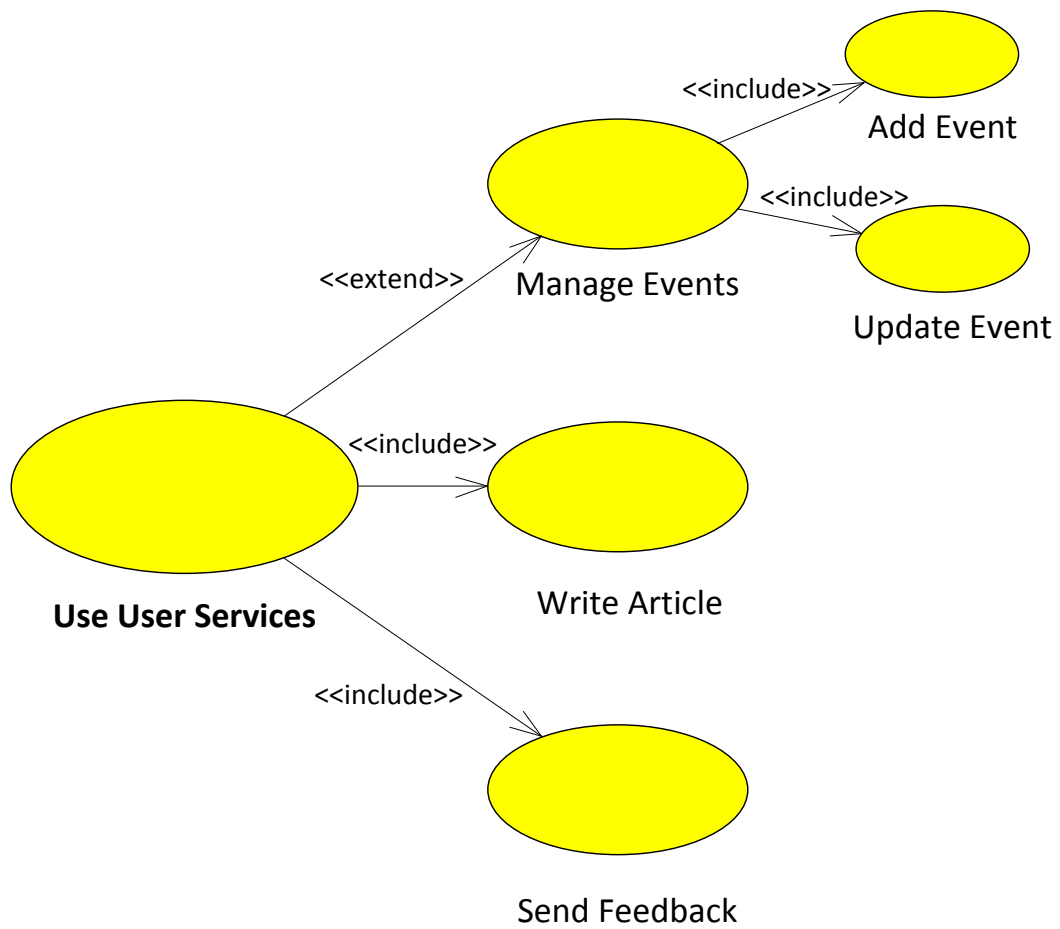 <<include>>
Add Event
<<include>>
<<extend>>
Manage Events
Update Event
<<include>>
Write Article
Use User Services
<<include>>
Send Feedback